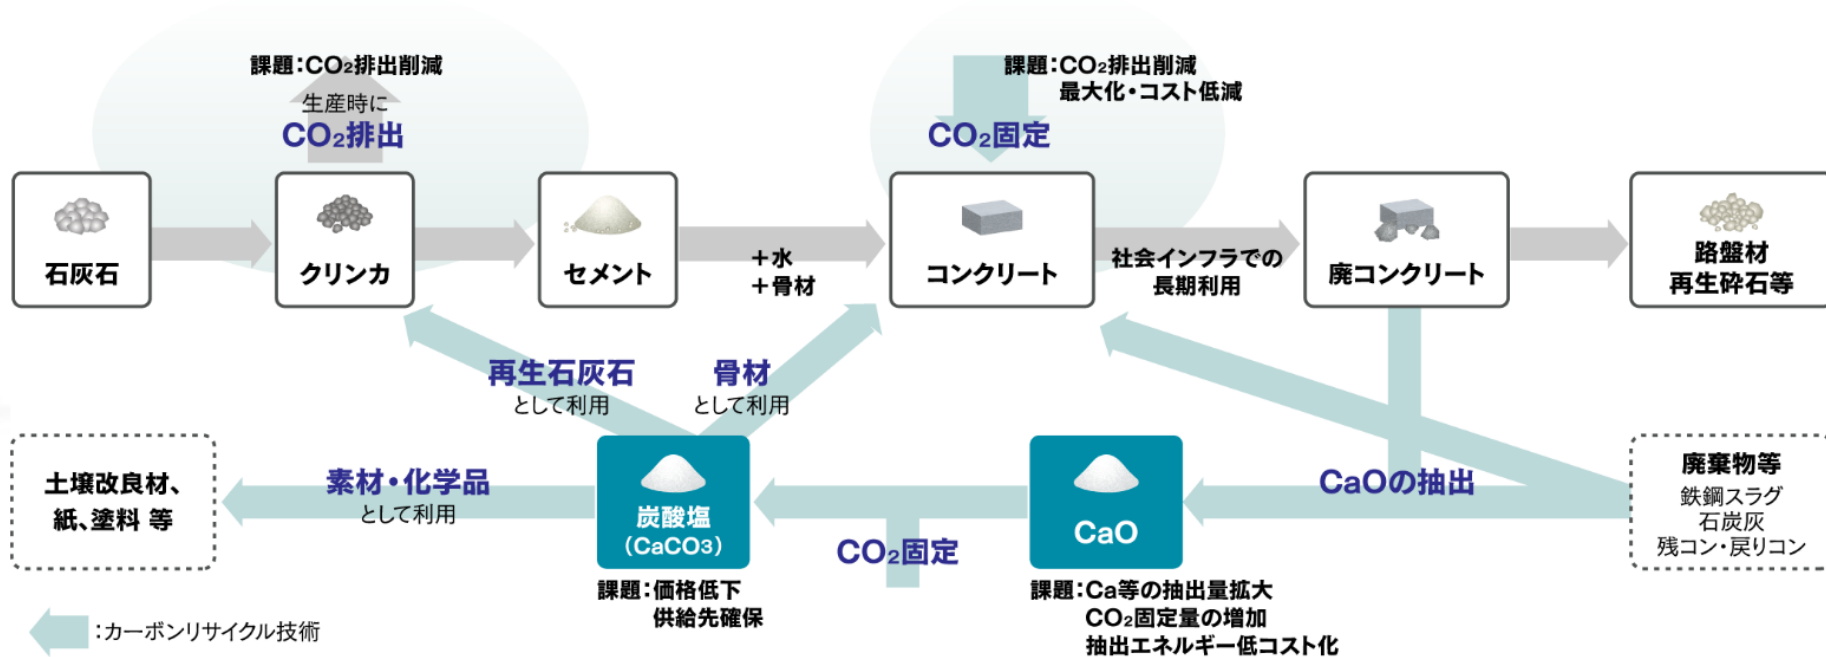 課題：CO₂排出削減
生産時に
CO₂排出
課題：CO₂排出削減
最大化・コスト低減
CO₂固定
石灰石
クリンカ
セメント
＋水
＋骨材
コンクリート
社会インフラでの
長期利用
廃コンクリート
路盤材
再生砕石等
再生石灰石
として利用
骨材
として利用
土壌改良材、
紙、塗料 等
素材・化学品
として利用
炭酸塩
（CaCO₃）
課題：価格低下
供給先確保
CO₂固定
CaO
課題：Ca等の抽出量拡大
CO₂固定量の増加
抽出エネルギー低コスト化
CaOの抽出
廃棄物等
鉄鋼スラグ
石炭灰
残コン・戻りコン
：カーボンリサイクル技術